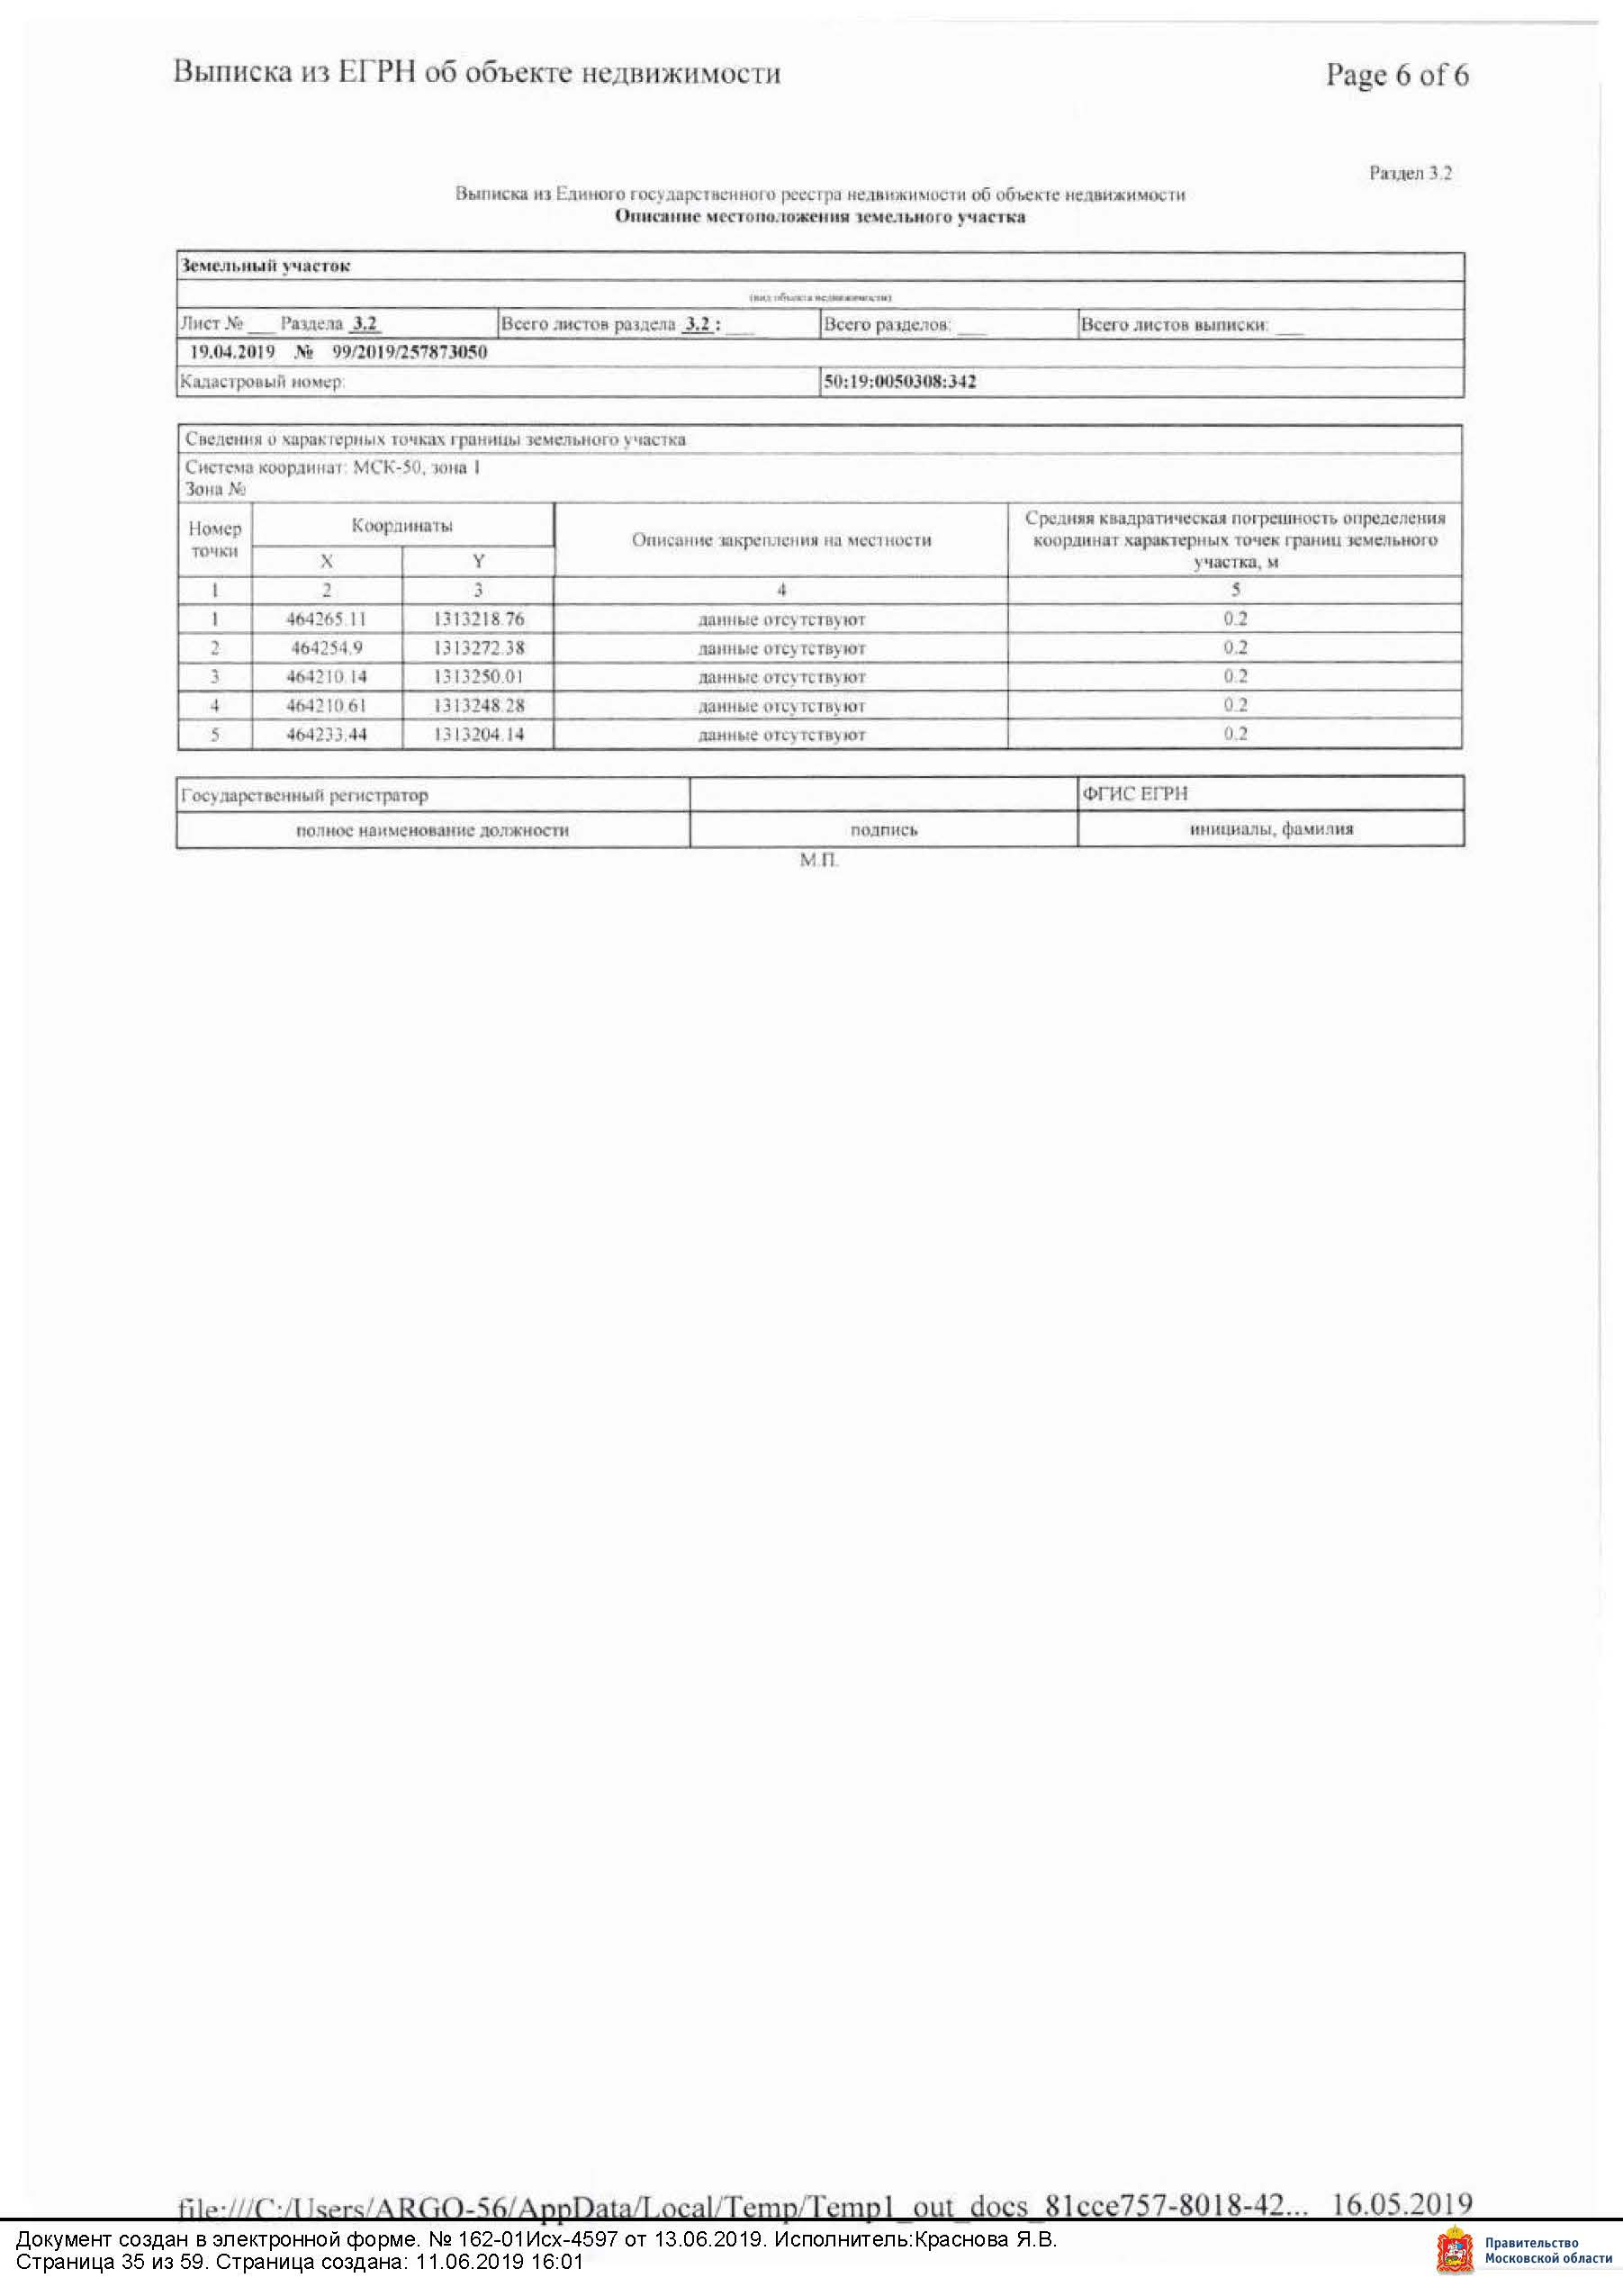 Выписка из ЕГРН об объекте недвижимости Page 6 of 6
Раздел 3.2
Выписка из Единого государственного реестра недвижимости об объекте недвижимости
Описание местоположения земельного участка
Земельный участок
(вид объекта недвижимости)
Лист № ___ Раздела 3.2 Всего листов раздела 3.2 : ___ Всего разделов: ___ Всего листов выписки: ___
19.04.2019 № 99/2019/257873050
Кадастровый номер: 50:19:0050308:342
Сведения о характерных точках границы земельного участка
Система координат: МСК-50, зона 1
Зона №
Номер точки Координаты Описание закрепления на местности Средняя квадратическая погрешность определения координат характерных точек границ земельного участка, м
X Y
1 2 3 4 5
1 464265.11 1313218.76 данные отсутствуют 0.2
2 464254.9 1313272.38 данные отсутствуют 0.2
3 464210.14 1313250.01 данные отсутствуют 0.2
4 464210.61 1313248.28 данные отсутствуют 0.2
5 464233.44 1313204.14 данные отсутствуют 0.2
Государственный регистратор ФГИС ЕГРН
полное наименование должности подпись инициалы, фамилия
М.П.
file:///C:/Users/ARGO-56/AppData/Local/Temp/Temp1_out_docs_81cce757-8018-42... 16.05.2019
Документ создан в электронной форме. № 162-01Исх-4597 от 13.06.2019. Исполнитель:Краснова Я.В.
Страница 35 из 59. Страница создана: 11.06.2019 16:01
Правительство
Московской области